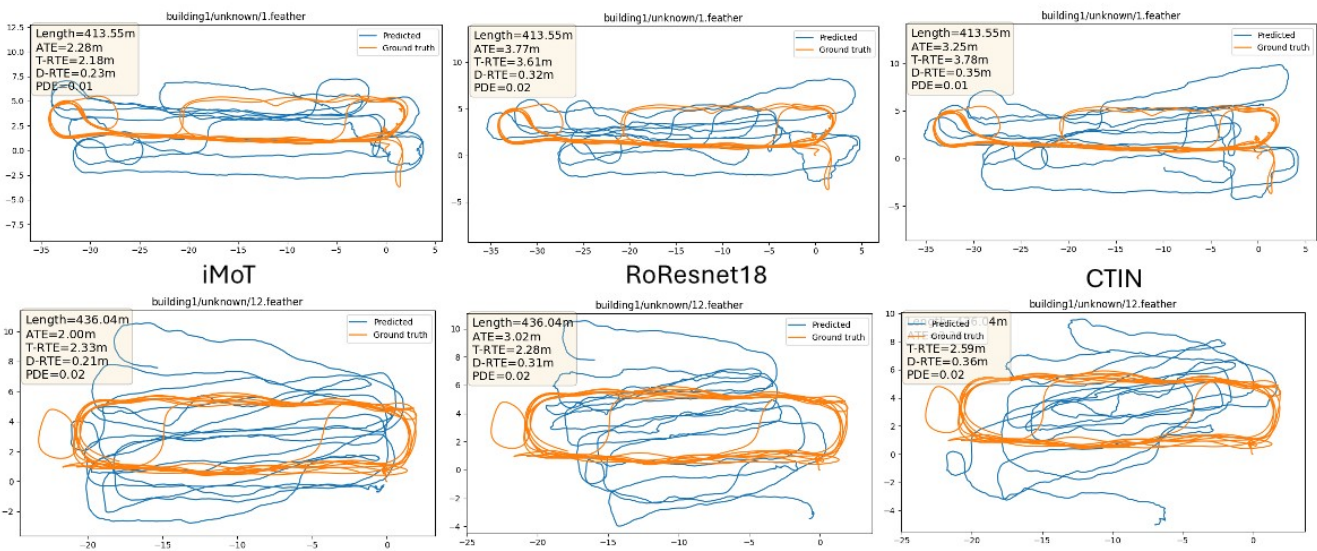 building1/unknown/1.feather
Length=413.55m
ATE=2.28m
T-RTE=2.18m
D-RTE=0.23m
PDE=0.01
Predicted
Ground truth
12.5
10.0
7.5
5.0
2.5
0.0
−2.5
−5.0
−7.5
−35 −30 −25 −20 −15 −10 −5 0 5
iMoT
building1/unknown/1.feather
Length=413.55m
ATE=3.77m
T-RTE=3.61m
D-RTE=0.32m
PDE=0.02
Predicted
Ground truth
10
5
0
−5
−35 −30 −25 −20 −15 −10 −5 0 5
RoResnet18
building1/unknown/1.feather
Length=413.55m
ATE=3.25m
T-RTE=3.78m
D-RTE=0.35m
PDE=0.01
Predicted
Ground truth
10
5
0
−5
−35 −30 −25 −20 −15 −10 −5 0 5
CTIN
building1/unknown/12.feather
Length=436.04m
ATE=2.00m
T-RTE=2.33m
D-RTE=0.21m
PDE=0.02
Predicted
Ground truth
10
8
6
4
2
0
−2
−20 −15 −10 −5 0
building1/unknown/12.feather
Length=436.04m
ATE=3.02m
T-RTE=2.28m
D-RTE=0.31m
PDE=0.02
Predicted
Ground truth
10
8
6
4
2
0
−2
−4
−20 −15 −10 −5 0
building1/unknown/12.feather
Predicted
Ground truth
T-RTE=2.59m
D-RTE=0.36m
PDE=0.02
10
8
6
4
2
0
−2
−4
−25 −20 −15 −10 −5 0